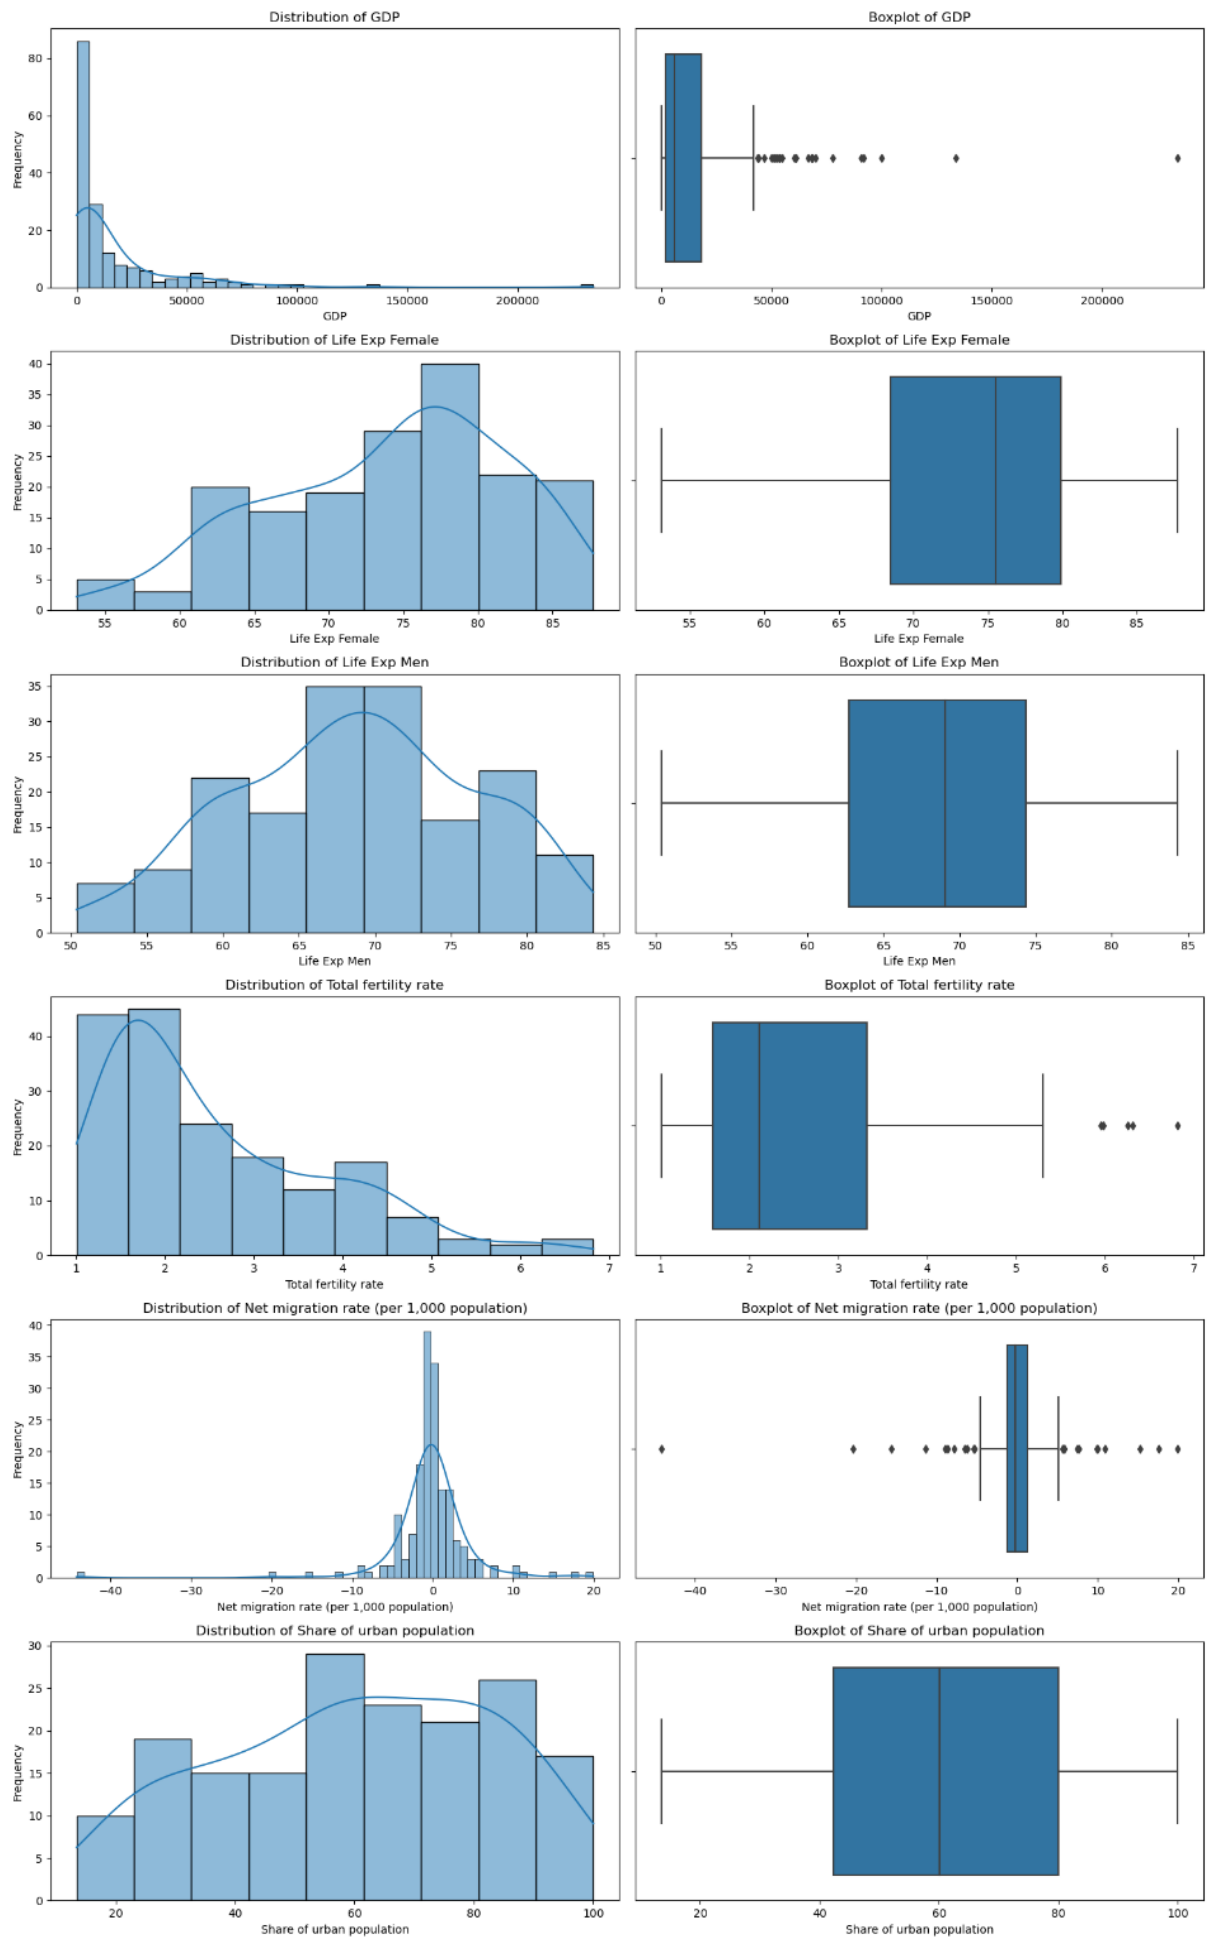 Distribution of GDP
Frequency
80
60
40
20
0
0 50000 100000 150000 200000
GDP
Boxplot of GDP
0 50000 100000 150000 200000
GDP
Distribution of Life Exp Female
Frequency
40
35
30
25
20
15
10
5
0
55 60 65 70 75 80 85
Life Exp Female
Boxplot of Life Exp Female
55 60 65 70 75 80 85
Life Exp Female
Distribution of Life Exp Men
Frequency
35
30
25
20
15
10
5
0
50 55 60 65 70 75 80 85
Life Exp Men
Boxplot of Life Exp Men
50 55 60 65 70 75 80 85
Life Exp Men
Distribution of Total fertility rate
Frequency
40
30
20
10
0
1 2 3 4 5 6 7
Total fertility rate
Boxplot of Total fertility rate
1 2 3 4 5 6 7
Total fertility rate
Distribution of Net migration rate (per 1,000 population)
Frequency
40
35
30
25
20
15
10
5
0
−40 −30 −20 −10 0 10 20
Net migration rate (per 1,000 population)
Boxplot of Net migration rate (per 1,000 population)
−40 −30 −20 −10 0 10 20
Net migration rate (per 1,000 population)
Distribution of Share of urban population
Frequency
30
25
20
15
10
5
0
20 40 60 80 100
Share of urban population
Boxplot of Share of urban population
20 40 60 80 100
Share of urban population